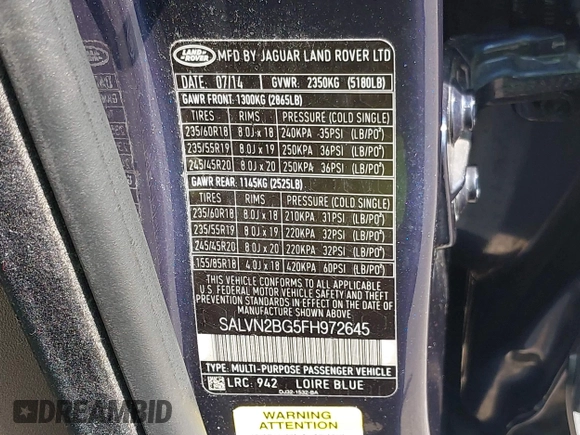 LAND ROVER MFD BY JAGUAR LAND ROVER LTD
DATE: 07/14 GVWR: 2350KG (5180LB)
GAWR FRONT: 1300KG (2865LB)
TIRES RIMS PRESSURE (COLD SINGLE)
235/60R18 8.0J x 18 240KPA 35PSI (LB/PO²)
235/55R19 8.0J x 19 250KPA 36PSI (LB/PO²)
245/45R20 8.0J x 20 250KPA 36PSI (LB/PO²)
GAWR REAR: 1145KG (2525LB)
TIRES RIMS PRESSURE (COLD SINGLE)
235/60R18 8.0J x 18 210KPA 31PSI (LB/PO²)
235/55R19 8.0J x 19 220KPA 32PSI (LB/PO²)
245/45R20 8.0J x 20 220KPA 32PSI (LB/PO²)
155/85R18 4.0J x 18 420KPA 60PSI (LB/PO²)
THIS VEHICLE CONFORMS TO ALL APPLICABLE
U.S. FEDERAL MOTOR VEHICLE SAFETY AND THEFT
PREVENTION STANDARDS IN EFFECT ON THE DATE OF
MANUFACTURE SHOWN ABOVE.
SALVN2BG5FH972645
TYPE: MULTI-PURPOSE PASSENGER VEHICLE
LRC: 942 LOIRE BLUE
DJ32-1532-BA
WARNING
ATTENTION
DREAMBID